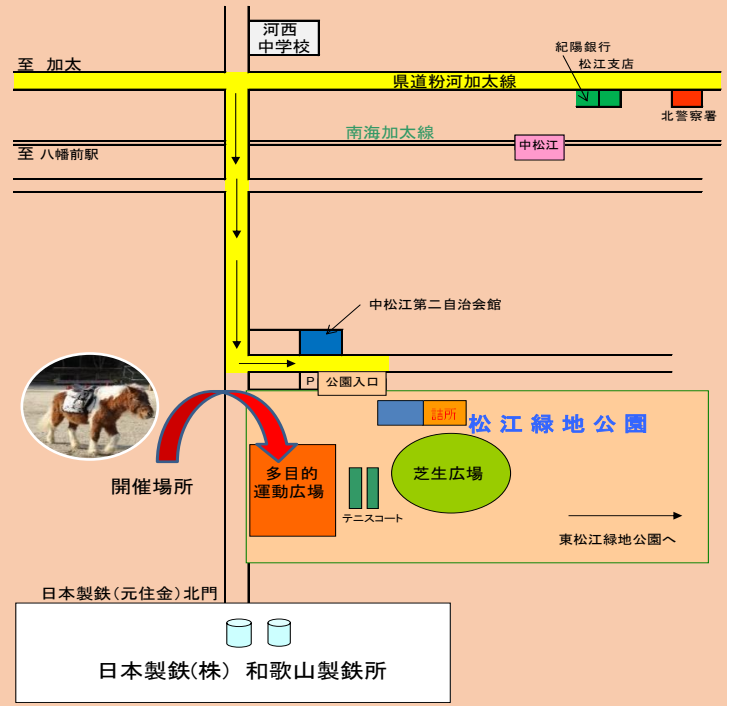 河西
中学校
紀陽銀行
松江支店
至 加太
県道粉河加太線
北警察署
南海加太線
中松江
至 八幡前駅
中松江第二自治会館
P
公園入口
詰所
松江緑地公園
多目的
運動広場
芝生広場
開催場所
テニスコート
東松江緑地公園へ
日本製鉄(元住金)北門
日本製鉄(株) 和歌山製鉄所